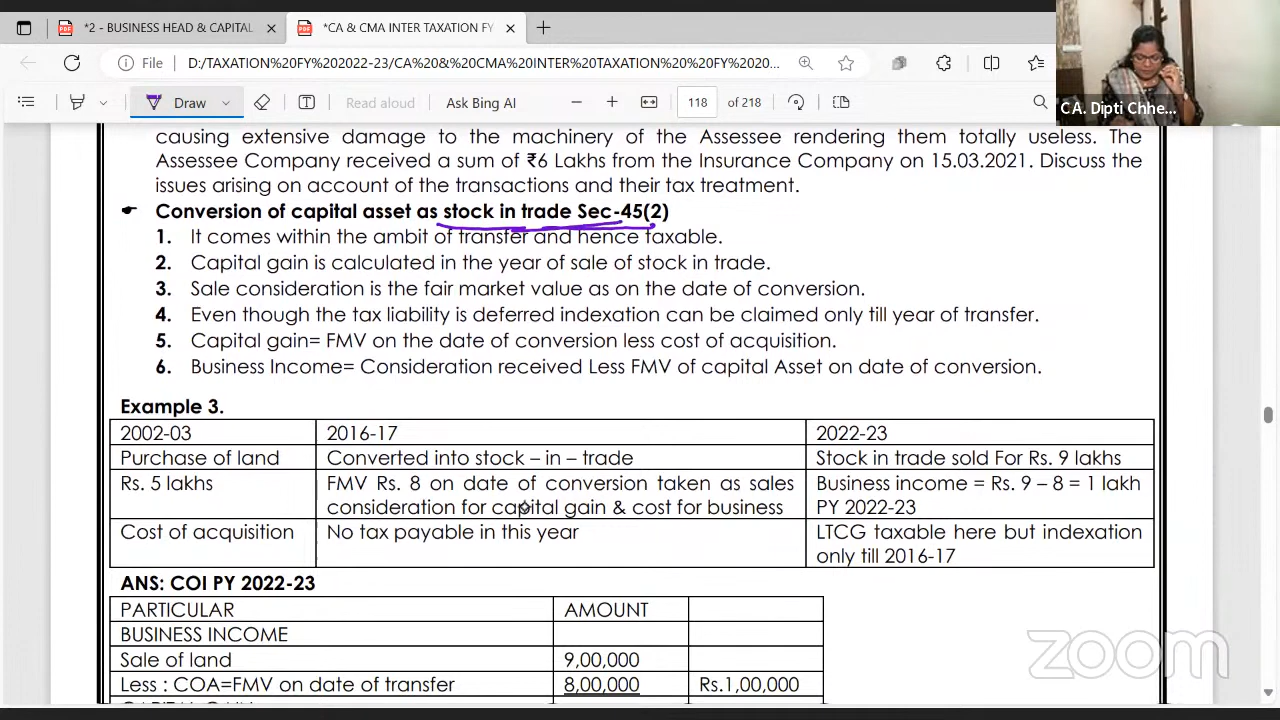 *2 - BUSINESS HEAD & CAPITAL
*CA & CMA INTER TAXATION FY
File
D:/TAXATION%20FY%202022-23/CA%20&%20CMA%20INTER%20TAXATION%20%20FY%2020...
Draw
Read aloud
Ask Bing AI
118 of 218
CA. Dipti Chhe...
causing extensive damage to the machinery of the Assessee rendering them totally useless. The
Assessee Company received a sum of ₹6 Lakhs from the Insurance Company on 15.03.2021. Discuss the
issues arising on account of the transactions and their tax treatment.
Conversion of capital asset as stock in trade Sec-45(2)
1. It comes within the ambit of transfer and hence taxable.
2. Capital gain is calculated in the year of sale of stock in trade.
3. Sale consideration is the fair market value as on the date of conversion.
4. Even though the tax liability is deferred indexation can be claimed only till year of transfer.
5. Capital gain= FMV on the date of conversion less cost of acquisition.
6. Business Income= Consideration received Less FMV of capital Asset on date of conversion.
Example 3.
2002-03 2016-17 2022-23
Purchase of land Converted into stock – in – trade Stock in trade sold For Rs. 9 lakhs
Rs. 5 lakhs FMV Rs. 8 on date of conversion taken as sales Business income = Rs. 9 – 8 = 1 lakh
consideration for capital gain & cost for business PY 2022-23
Cost of acquisition No tax payable in this year LTCG taxable here but indexation
only till 2016-17
ANS: COI PY 2022-23
PARTICULAR AMOUNT
BUSINESS INCOME
Sale of land 9,00,000
Less : COA=FMV on date of transfer 8,00,000 Rs.1,00,000
zoom